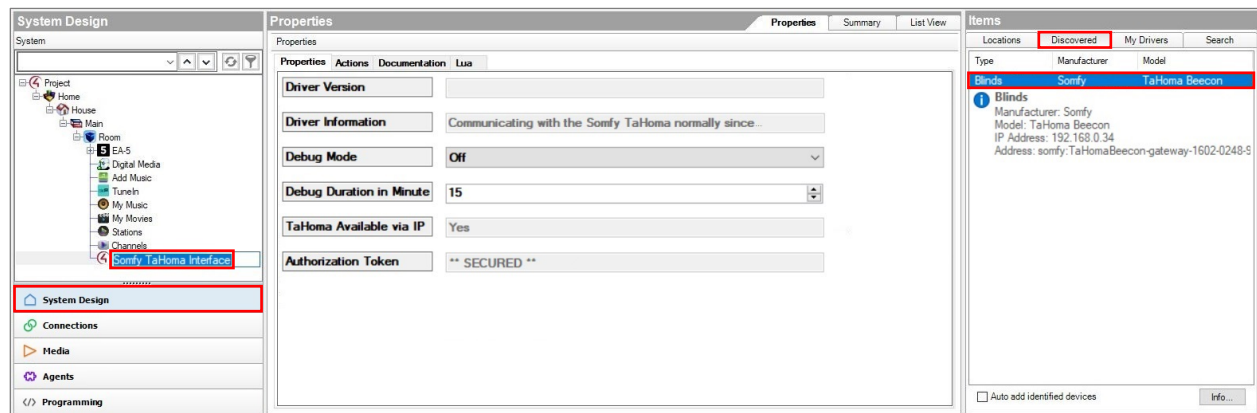 System Design
System
Project
Home
House
Main
Room
5 EA-5
Digital Media
Add Music
TuneIn
My Music
My Movies
Stations
Channels
Somfy TaHoma Interface
System Design
Connections
Media
Agents
Programming
Properties
Properties Summary List View
Properties
Properties Actions Documentation Lua
Driver Version
Driver Information Communicating with the Somfy TaHoma normally since...
Debug Mode Off
Debug Duration in Minute 15
TaHoma Available via IP Yes
Authorization Token ** SECURED **
Items
Locations Discovered My Drivers Search
Type Manufacturer Model
Blinds Somfy TaHoma Beecon
Blinds
Manufacturer: Somfy
Model: TaHoma Beecon
IP Address: 192.168.0.34
Address: somfy:TaHomaBeecon-gateway-1602-0248-9
Auto add identified devices Info...